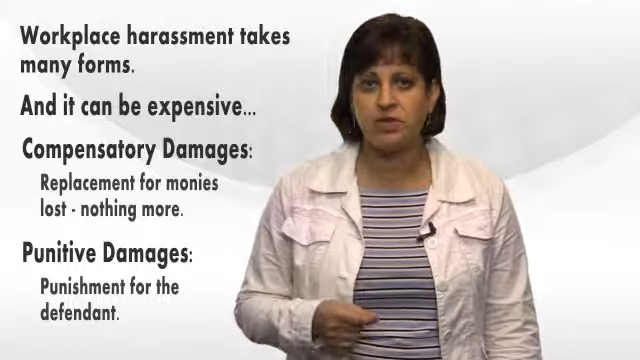 Workplace harassment takes
many forms.
And it can be expensive...
Compensatory Damages:
Replacement for monies
lost - nothing more.
Punitive Damages:
Punishment for the
defendant.